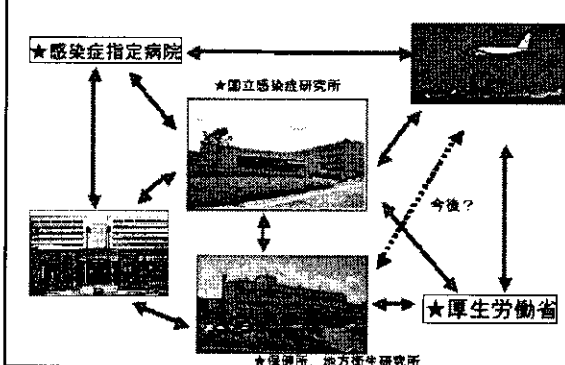 ★感染症指定病院
★国立感染症研究所
今後?
★厚生労働省
★保健所、地方衛生研究所